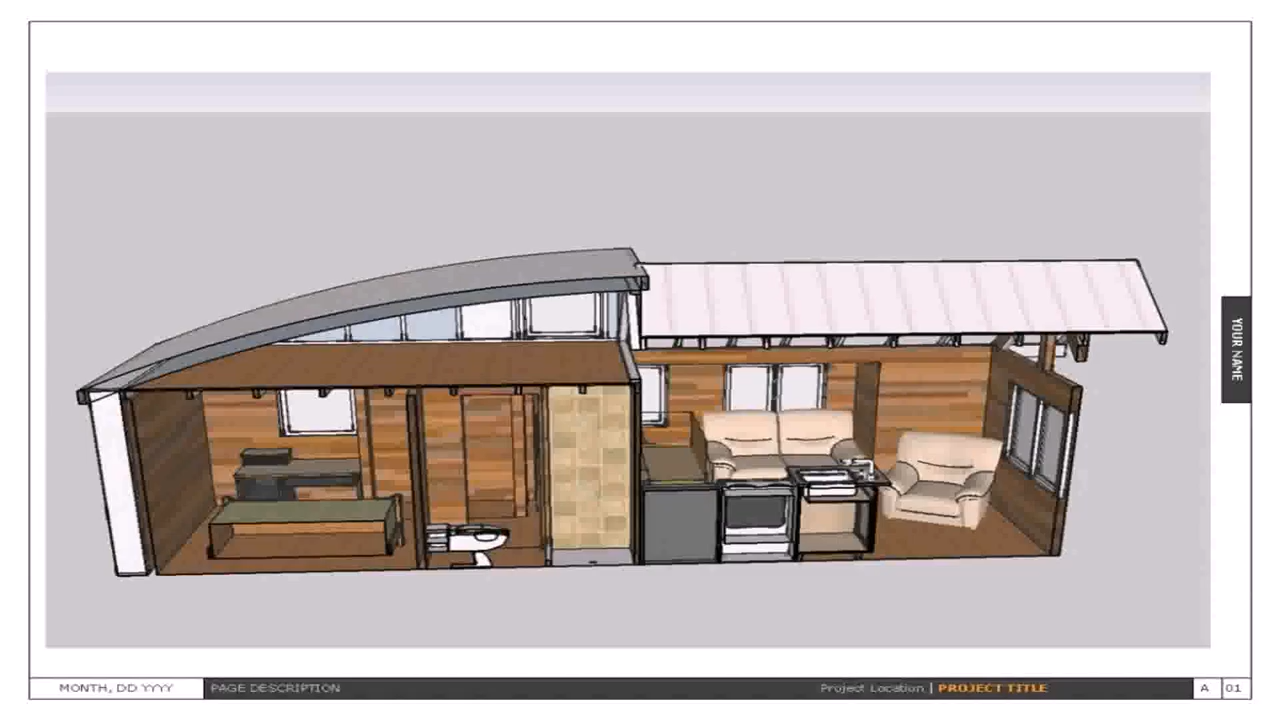 YOUR NAME
MONTH, DD YYYY
PAGE DESCRIPTION
Project Location | PROJECT TITLE
A 01